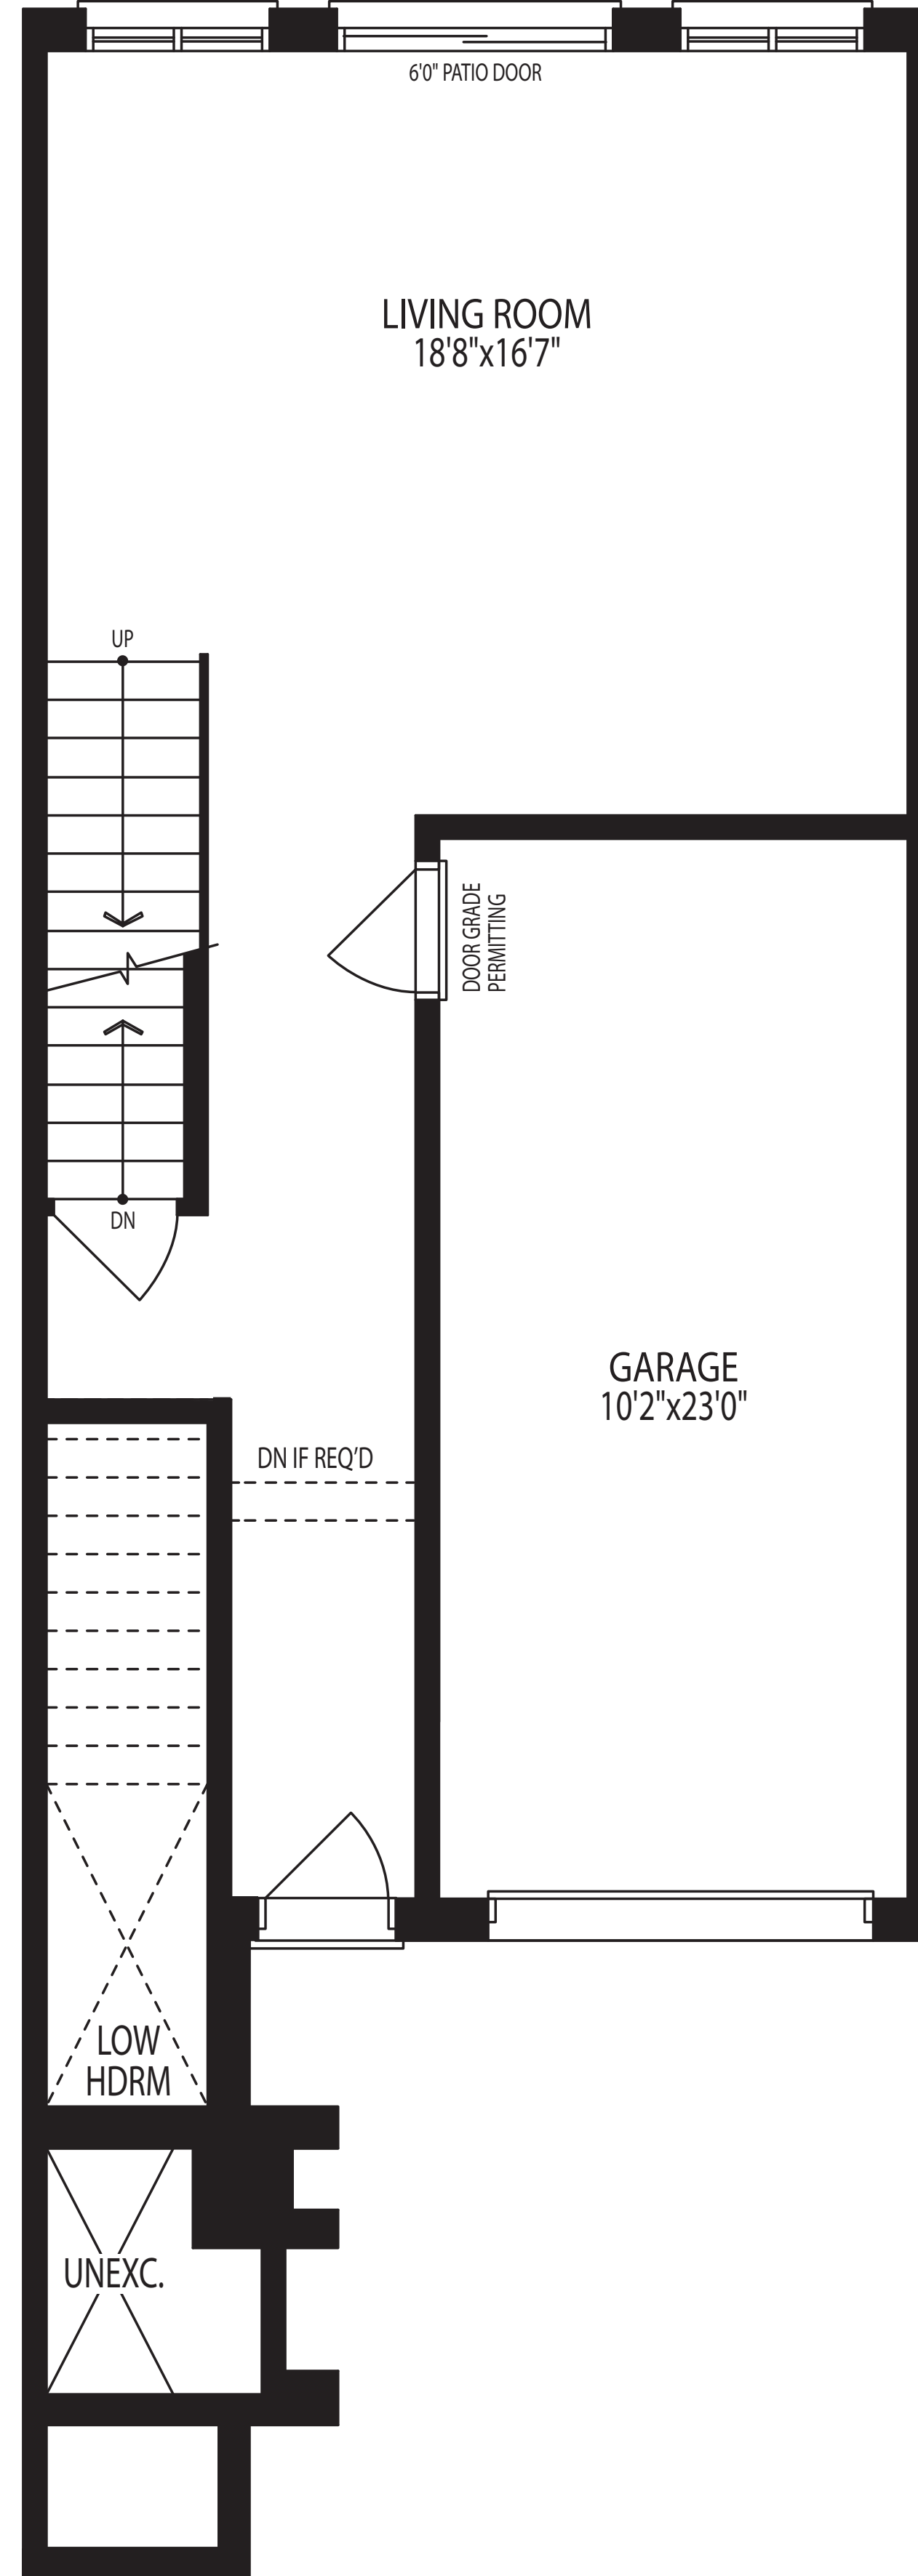 6'0" PATIO DOOR
LIVING ROOM
18'8"x16'7"
UP
DOOR GRADE
PERMITTING
DN
GARAGE
10'2"x23'0"
DN IF REQ’D
LOW
HDRM
UNEXC.